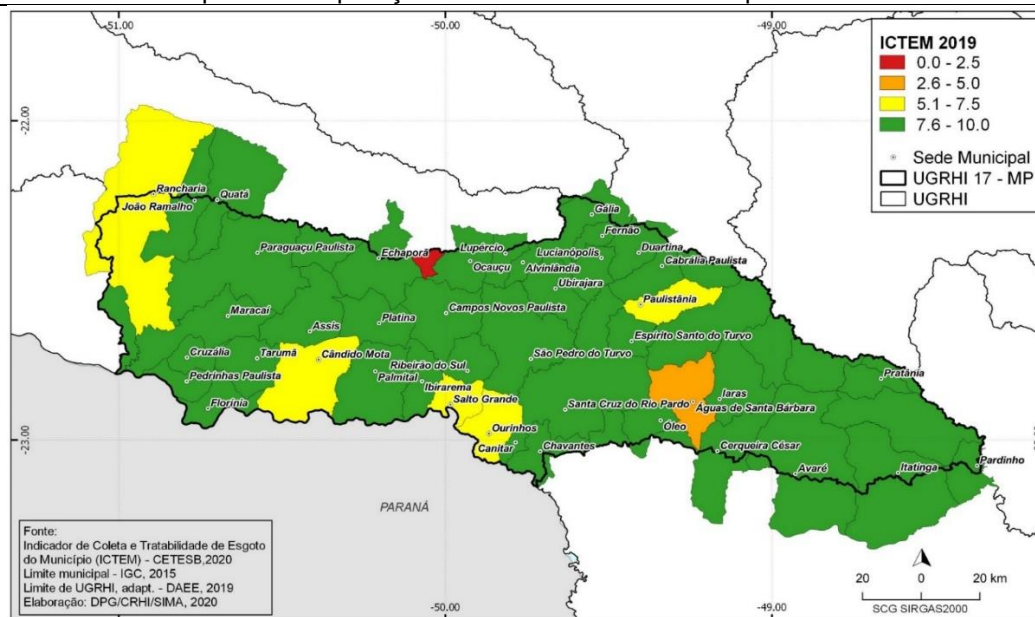 -51.00
-50.00
-49.00
ICTEM 2019
0.0 - 2.5
2.6 - 5.0
5.1 - 7.5
7.6 - 10.0
Sede Municipal
UGRHI 17 - MP
UGRHI
-22.00
Rancharia
João Ramalho
Quatá
Gália
Fernão
Paraguaçu Paulista
Echaporã
Lupércio
Lucianópolis
Duartina
Ocauçu
Alvinlândia
Cabrália Paulista
Ubirajara
Paulistânia
Maracaí
Platina
Campos Novos Paulista
Assis
Espírito Santo do Turvo
Cruzália
Tarumã
Cândido Mota
Ribeirão do Sul
São Pedro do Turvo
Pedrinhas Paulista
Palmital
Ibirarema
Pratânia
Florínia
Salto Grande
Santa Cruz do Rio Pardo
Iaras
Águas de Santa Bárbara
Óleo
Ourinhos
-23.00
Canitar
Chavantes
Cerqueira César
Pardinho
Avaré
Itatinga
PARANÁ
Fonte:
Indicador de Coleta e Tratabilidade de Esgoto
do Município (ICTEM) - CETESB,2020
Limite municipal - IGC, 2015
Limite de UGRHI, adapt. - DAEE, 2019
Elaboração: DPG/CRHI/SIMA, 2020
20 0 20 km
SCG SIRGAS2000
-51.00
-50.00
-49.00